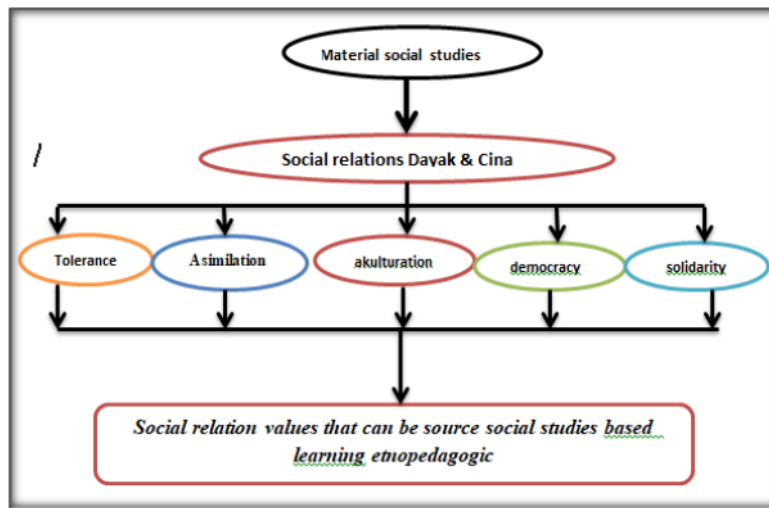 Material social studies
/
Social relations Dayak & Cina
Tolerance
Asimilation
akulturation
democracy
solidarity
Social relation values that can be source social studies based
learning etnopedagogic